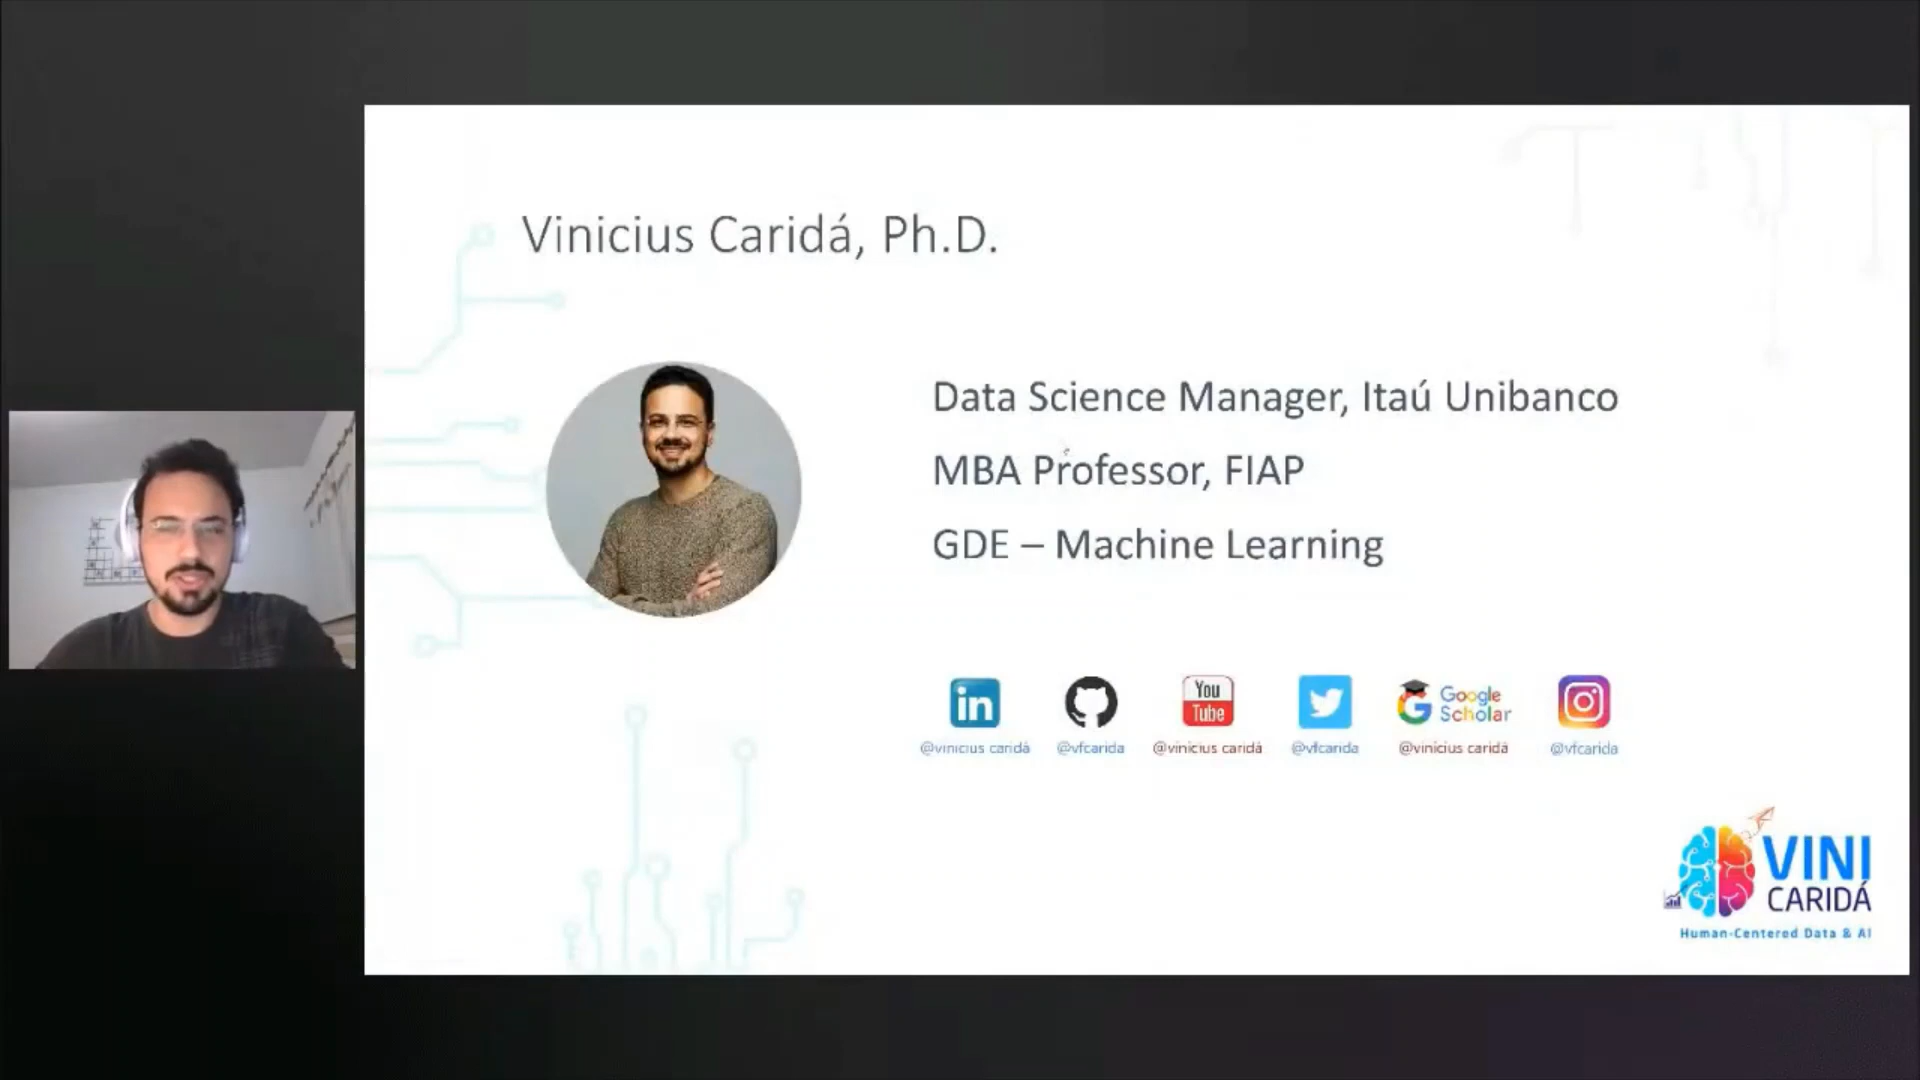 Vinicius Caridá, Ph.D.
Data Science Manager, Itaú Unibanco
MBA Professor, FIAP
GDE – Machine Learning
in
You
Tube
Google
Scholar
@vinicius caridá @vfcarida @vinicius caridá @vfcarida @vinicius caridá @vfcarida
VINI
CARIDÁ
Human-Centered Data & AI